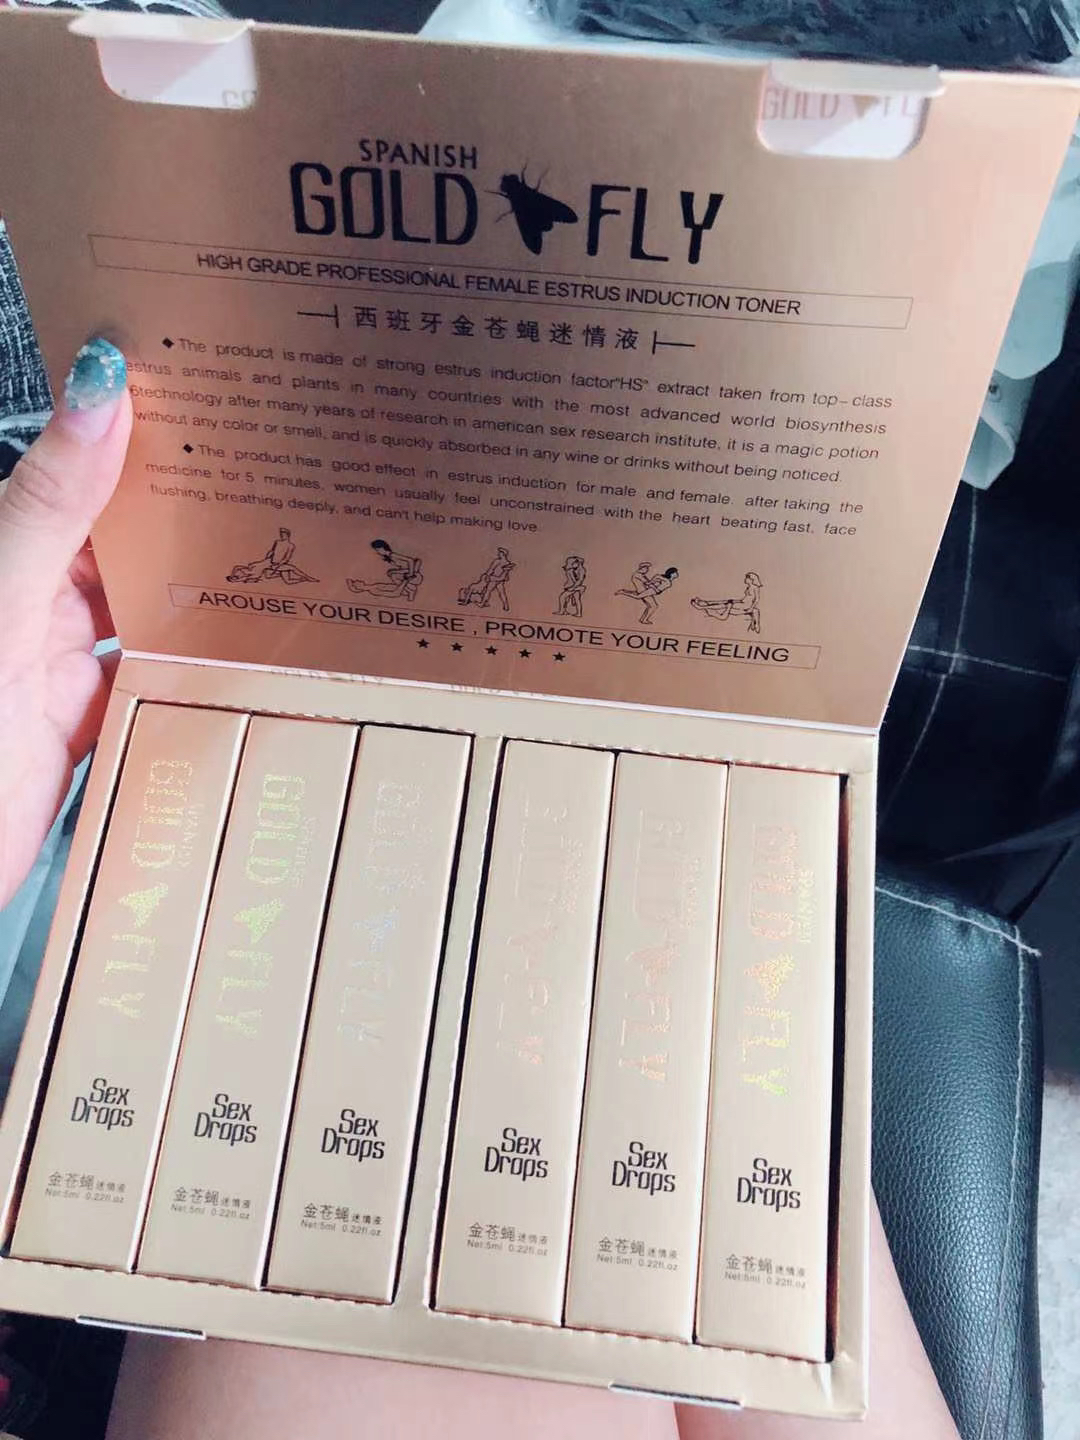 GOLD FL
SPANISH
GOLD FLY
HIGH GRADE PROFESSIONAL FEMALE ESTRUS INDUCTION TONER
西班牙金苍蝇迷情液
◆The product is made of strong estrus induction factor"HS" extract taken from top-class
estrus animals and plants in many countries with the most advanced world biosynthesis
technology after many years of research in american sex research institute, it is a magic potion
without any color or smell, and is quickly absorbed in any wine or drinks without being noticed.
◆The product has good effect in estrus induction for male and female. after taking the
medicine for 5 minutes, women usually feel unconstrained with the heart beating fast, face
flushing, breathing deeply, and can't help making love.
AROUSE YOUR DESIRE , PROMOTE YOUR FEELING
★ ★ ★ ★ ★
SPANISH
GOLD FLY
Sex
Drops
金苍蝇迷情液
Net:5ml 0.22fl.oz
SPANISH
GOLD FLY
Sex
Drops
金苍蝇迷情液
Net:5ml 0.22fl.oz
GOLD FLY
Sex
Drops
金苍蝇迷情液
Net:5ml 0.22fl.oz
GOLD FLY
Sex
Drops
金苍蝇迷情液
Net:5ml 0.22fl.oz
GOLD FLY
Sex
Drops
金苍蝇迷情液
Net:5ml 0.22fl.oz
SPANISH
GOLD FLY
Sex
Drops
金苍蝇迷情液
Net:5ml 0.22fl.oz